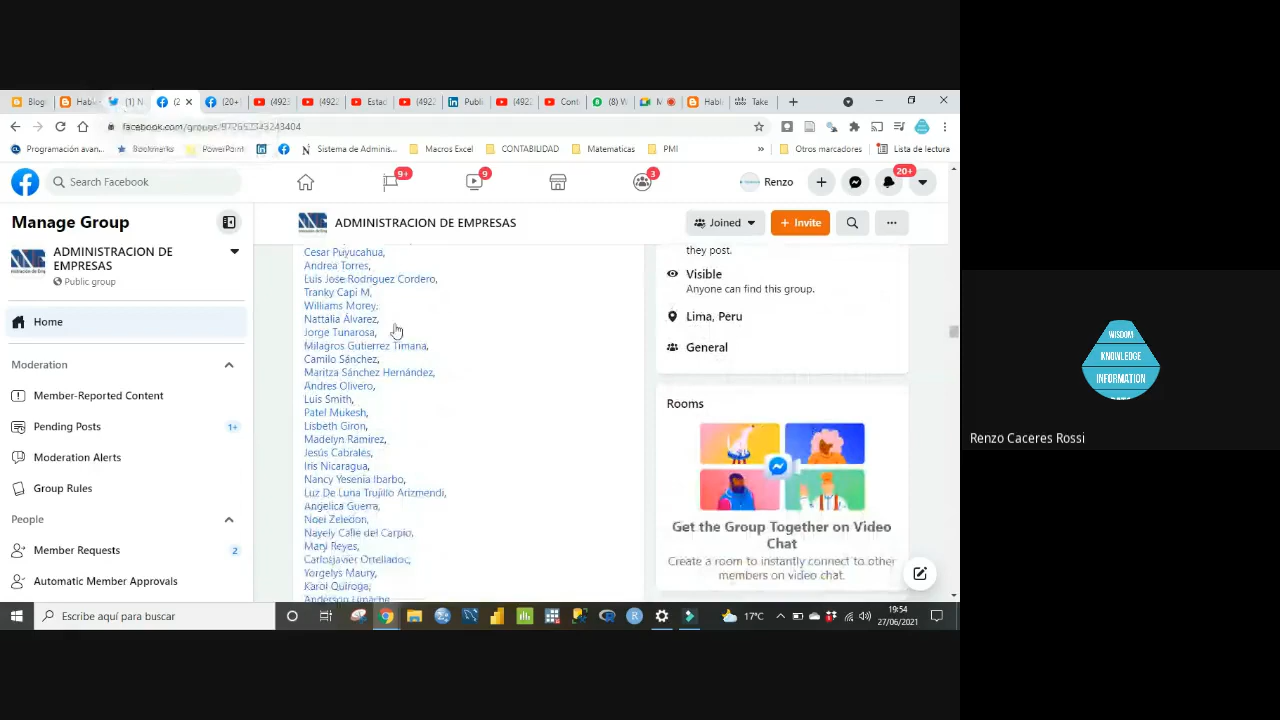 Blog
Habl
(1) N
(2
(20+
(492
(492
Estac
(492
Publi
(492
Cont
(8) V
M
Habl
Take
facebook.com/groups/
Programación avan...
Bookmarks
PowerPoint
Sistema de Adminis...
Macros Excel
CONTABILIDAD
Matematicas
PMI
»
Otros marcadores
Lista de lectura
Search Facebook
9+
9
3
Renzo
20+
Manage Group
ADMINISTRACION DE
EMPRESAS
Public group
Home
Moderation
Member-Reported Content
Pending Posts
1+
Moderation Alerts
Group Rules
People
Member Requests
2
Automatic Member Approvals
ADMINISTRACION DE EMPRESAS
Joined
+ Invite
Cesar Puyucahua,
Andrea Torres,
Luis Jose Rodriguez Cordero,
Tranky Capi M,
Williams Morey,
Nattalia Álvarez,
Jorge Tunarosa,
Milagros Gutierrez Timana,
Camilo Sánchez,
Maritza Sánchez Hernández,
Andres Olivero,
Luis Smith,
Patel Mukesh,
Lisbeth Giron,
Madelyn Ramirez,
Jesús Cabrales,
Iris Nicaragua,
Nancy Yesenia Ibarbo,
Luz De Luna Trujillo Arizmendi,
Angelica Guerra,
Noel Zeledon,
Nayely Calle del Carpio,
Mary Reyes,
Yorgelys Maury,
Karol Quiroga,
Anderson Limache
they post.
Visible
Anyone can find this group.
Lima, Peru
General
Rooms
Get the Group Together on Video
Chat
Create a room to instantly connect to other
members on video chat.
Escribe aquí para buscar
17°C
19:54
27/06/2021
WISDOM
KNOWLEDGE
INFORMATION
Renzo Caceres Rossi